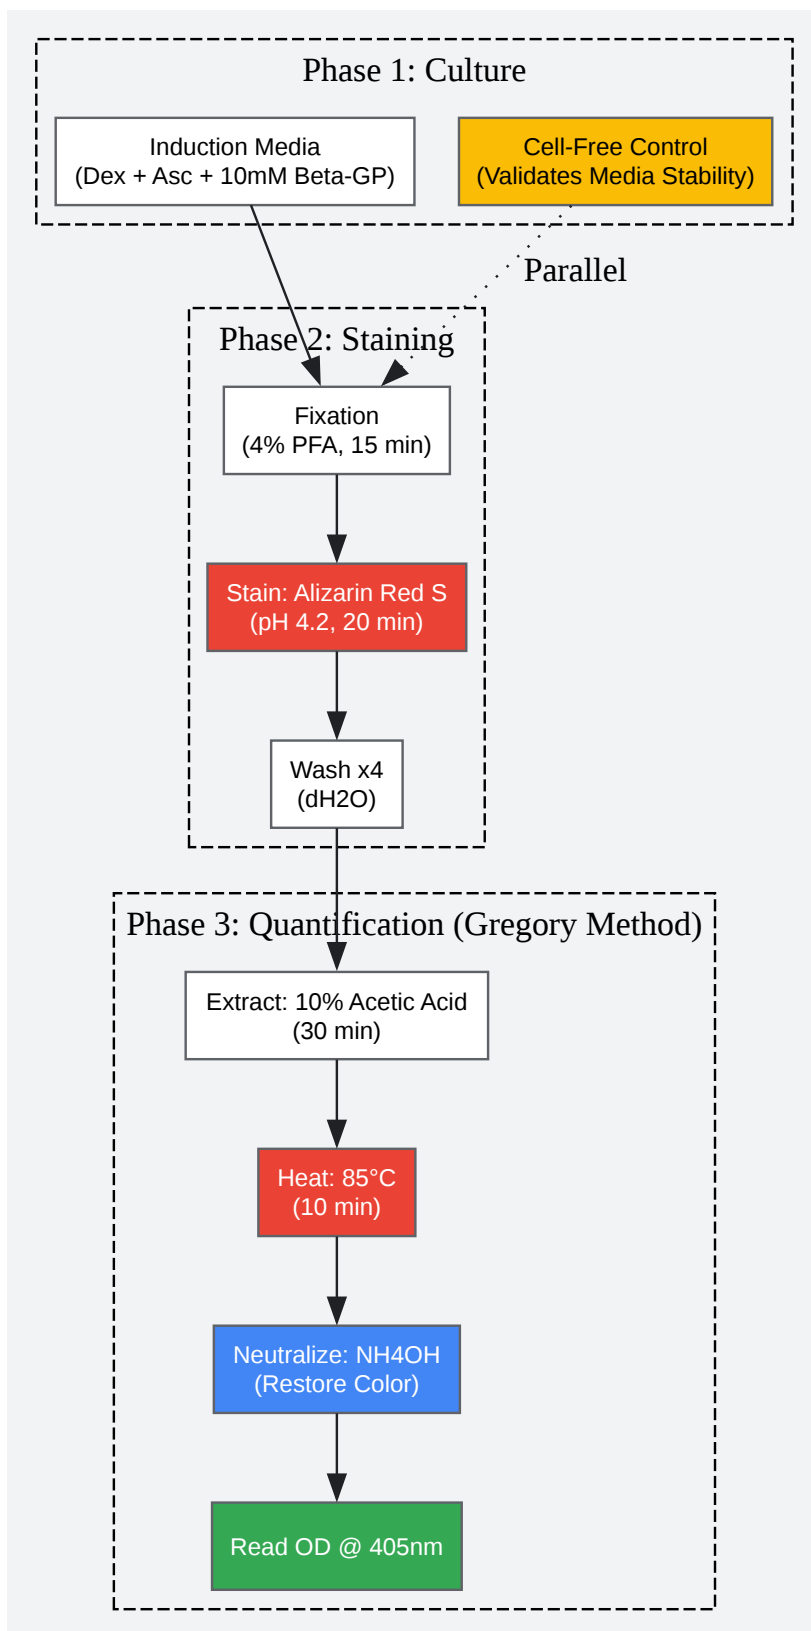 Phase 1: Culture
Induction Media
(Dex + Asc + 10mM Beta-GP)
Cell-Free Control
(Validates Media Stability)
Parallel
Phase 2: Staining
Fixation
(4% PFA, 15 min)
Stain: Alizarin Red S
(pH 4.2, 20 min)
Wash x4
(dH2O)
Phase 3: Quantification (Gregory Method)
Extract: 10% Acetic Acid
(30 min)
Heat: 85°C
(10 min)
Neutralize: NH4OH
(Restore Color)
Read OD @ 405nm